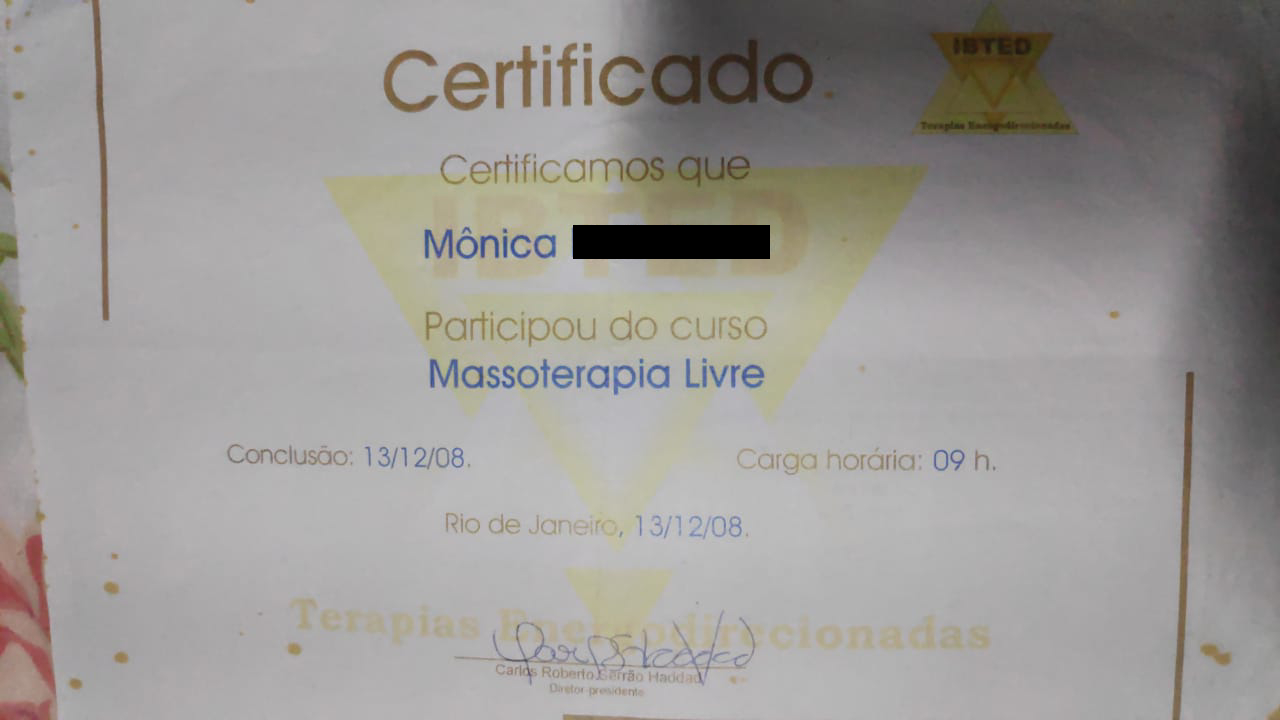 Certificado
IBTED
Terapias Energodirecionadas
Certificamos que
IBTED
Mônica
Participou do curso
Massoterapia Livre
Conclusão: 13/12/08.
Carga horária: 09 h.
Rio de Janeiro, 13/12/08.
Terapias Energodirecionadas
Carlos Roberto Serrão Haddad
Diretor-presidente